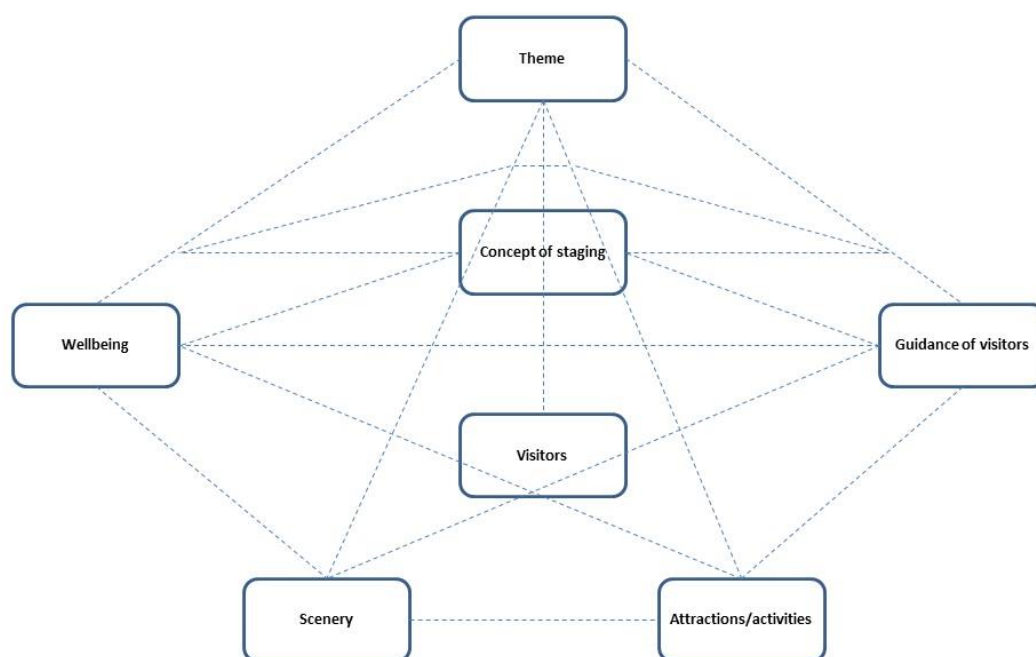 Theme
Concept of staging
Wellbeing
Guidance of visitors
Visitors
Scenery
Attractions/activities